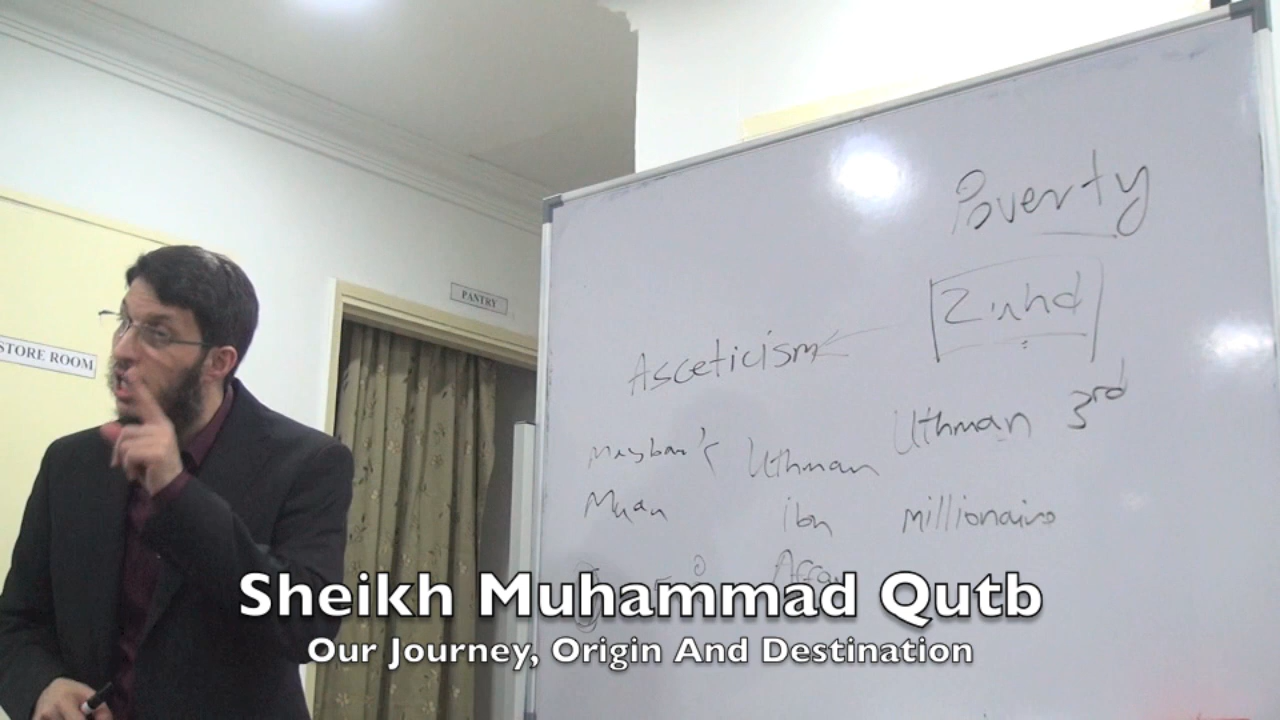 Poverty
Zuhd
Asceticism
Uthman 3rd
Uthman
ibn
Affan
millionaire
PANTRY
STORE ROOM
Sheikh Muhammad Qutb
Our Journey, Origin And Destination